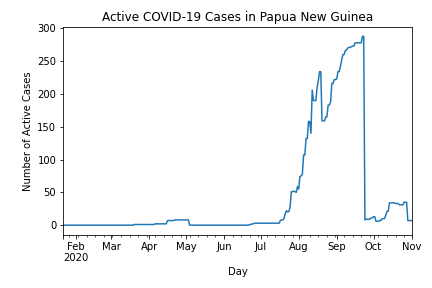 Active COVID-19 Cases in Papua New Guinea
Number of Active Cases
300
250
200
150
100
50
0
Feb Mar Apr May Jun Jul Aug Sep Oct Nov
2020
Day